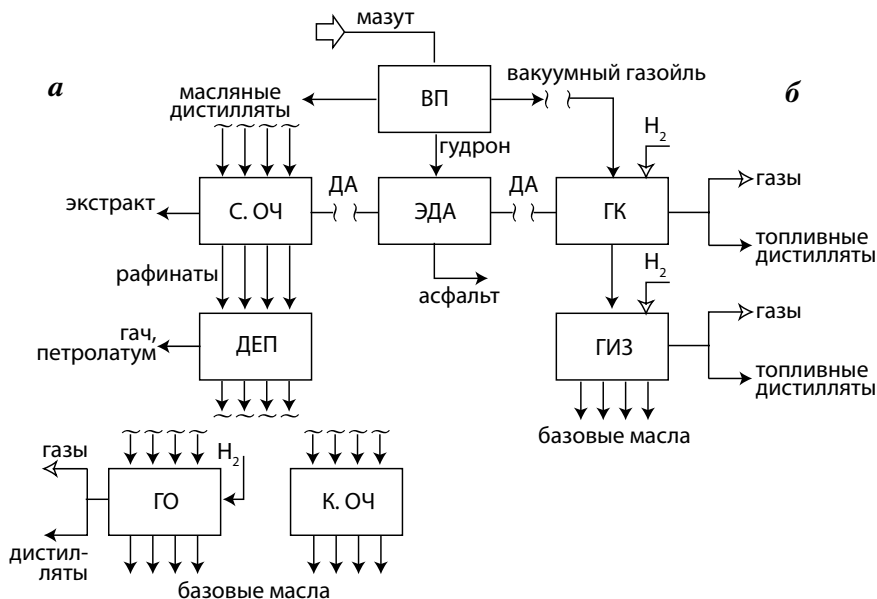 мазут
а
масляные
дистилляты
ВП
вакуумный газойль
б
гудрон
H2
экстракт
С. ОЧ
ДА
ЭДА
ДА
ГК
газы
топливные
дистилляты
рафинаты
асфальт
H2
гач,
петролатум
ДЕП
ГИЗ
газы
топливные
дистилляты
базовые масла
газы
H2
ГО
К. ОЧ
дистил-
ляты
базовые масла